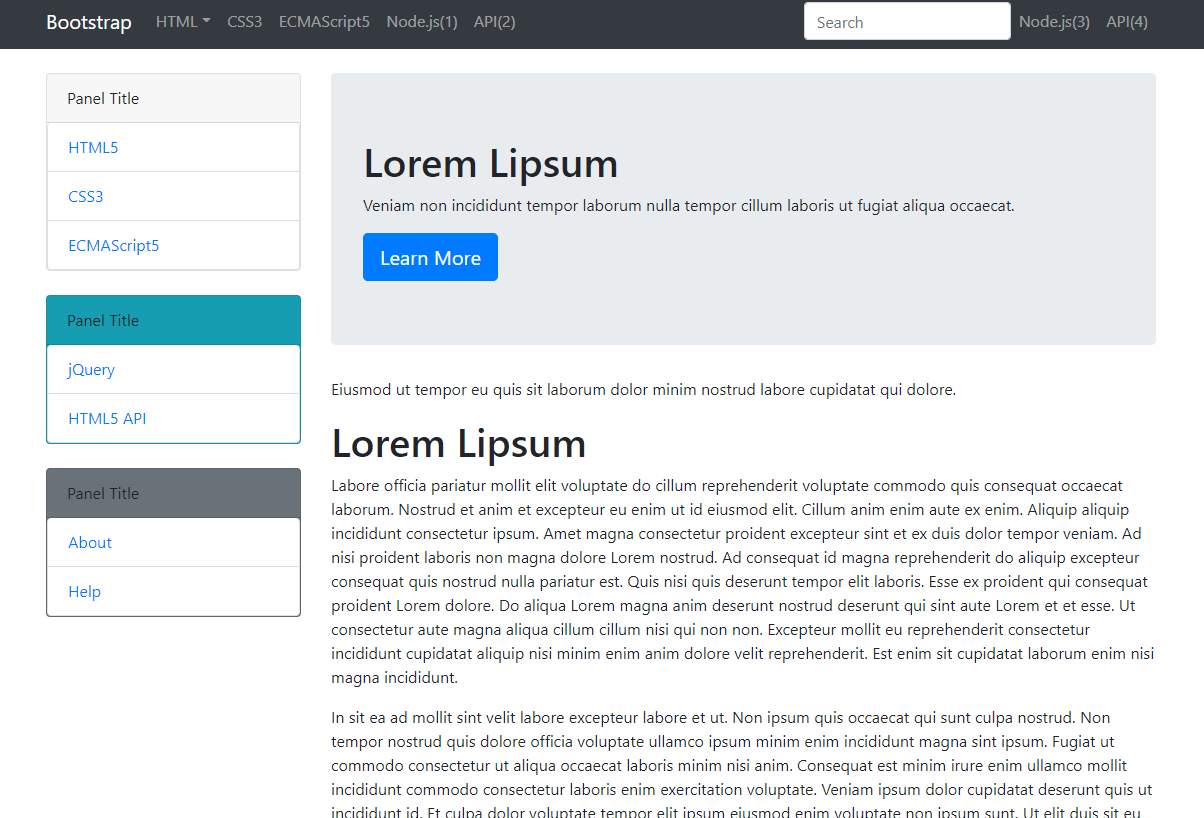 Bootstrap HTML CSS3 ECMAScript5 Node.js(1) API(2) Search Node.js(3) API(4)
Panel Title
HTML5
CSS3
ECMAScript5
Panel Title
jQuery
HTML5 API
Panel Title
About
Help
Lorem Lipsum
Veniam non incididunt tempor laborum nulla tempor cillum laboris ut fugiat aliqua occaecat.
Learn More
Eiusmod ut tempor eu quis sit laborum dolor minim nostrud labore cupidatat qui dolore.
Lorem Lipsum
Labore officia pariatur mollit elit voluptate do cillum reprehenderit voluptate commodo quis consequat occaecat
laborum. Nostrud et anim et excepteur eu enim ut id eiusmod elit. Cillum anim enim aute ex enim. Aliquip aliquip
incididunt consectetur ipsum. Amet magna consectetur proident excepteur sint et ex duis dolor tempor veniam. Ad
nisi proident laboris non magna dolore Lorem nostrud. Ad consequat id magna reprehenderit do aliquip excepteur
consequat quis nostrud nulla pariatur est. Quis nisi quis deserunt tempor elit laboris. Esse ex proident qui consequat
proident Lorem dolore. Do aliqua Lorem magna anim deserunt nostrud deserunt qui sint aute Lorem et et esse. Ut
consectetur aute magna aliqua cillum cillum nisi qui non non. Excepteur mollit eu reprehenderit consectetur
incididunt cupidatat aliquip nisi minim enim anim dolore velit reprehenderit. Est enim sit cupidatat laborum enim nisi
magna incididunt.
In sit ea ad mollit sint velit labore excepteur labore et ut. Non ipsum quis occaecat qui sunt culpa nostrud. Non
tempor nostrud quis dolore officia voluptate ullamco ipsum minim enim incididunt magna sint ipsum. Fugiat ut
commodo consectetur ut aliqua occaecat laboris minim nisi anim. Consequat est minim irure enim ullamco mollit
incididunt commodo consectetur laboris enim exercitation voluptate. Veniam ipsum dolor cupidatat deserunt quis ut
incididunt id. Et culpa dolor voluptate tempor elit ipsum eiusmod enim voluptate non ipsum sunt. Ut elit duis sit eu